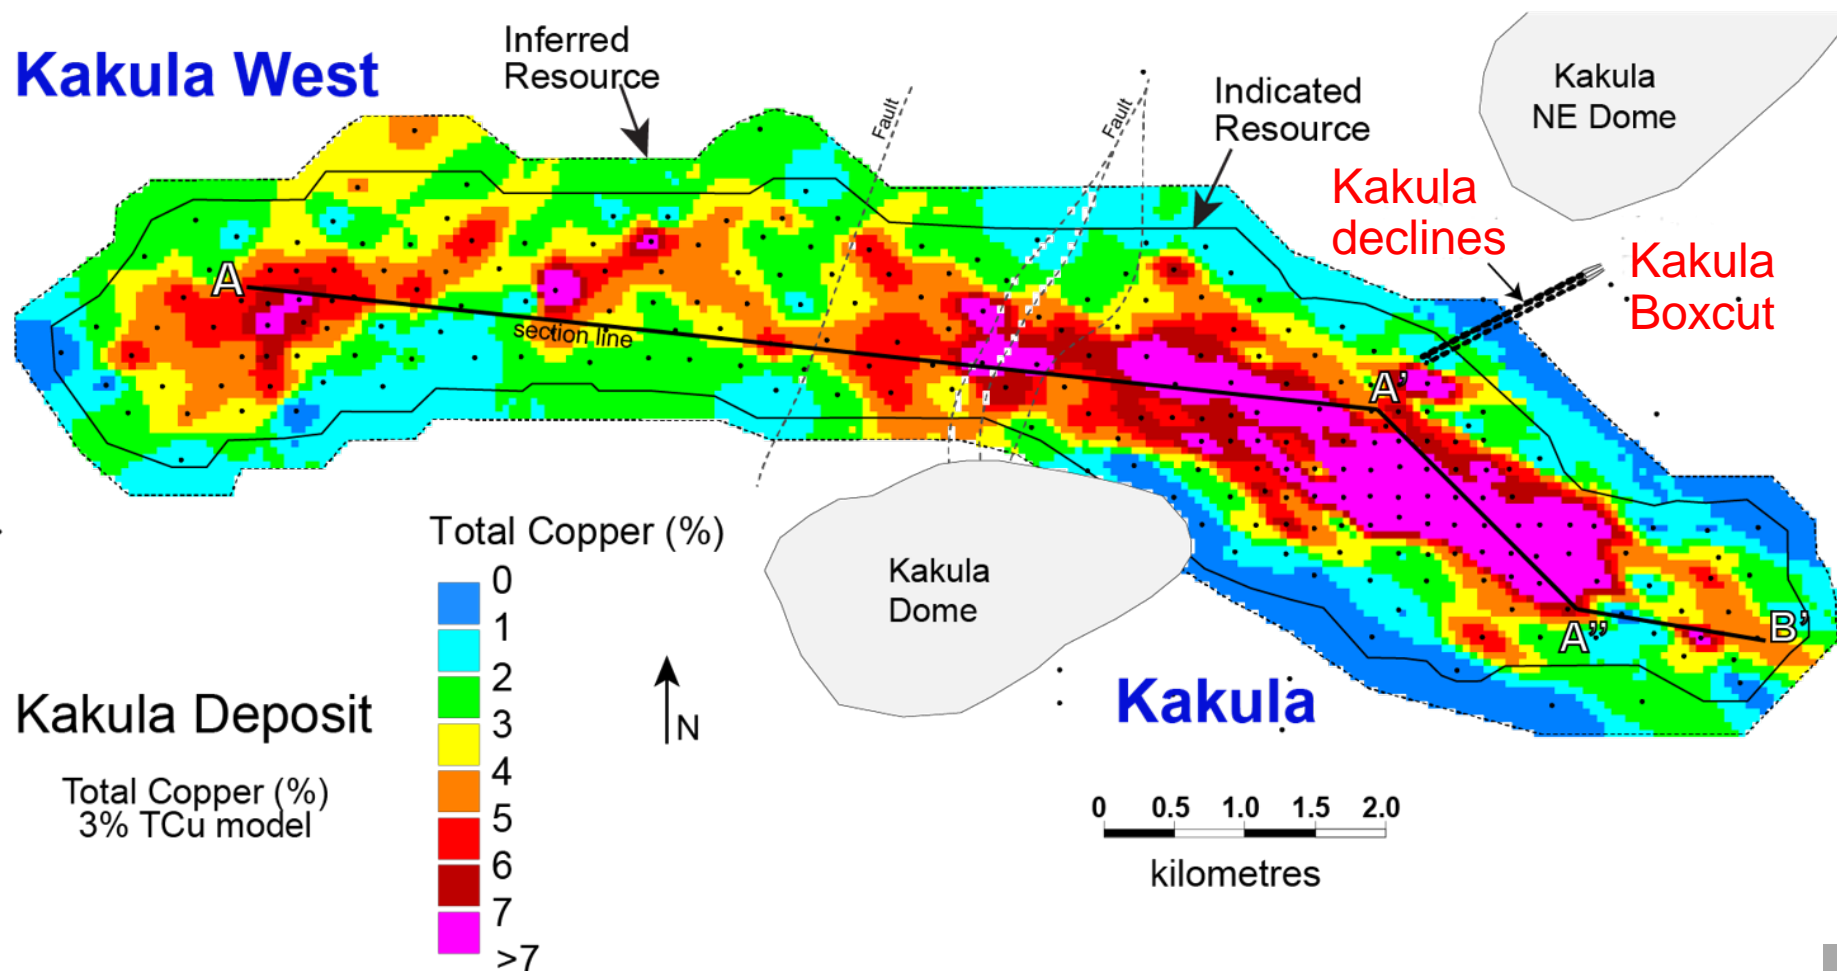 Kakula West
Inferred
Resource
Fault
Fault
Indicated
Resource
Kakula
NE Dome
Kakula
declines
Kakula
Boxcut
A
section line
A'
A”
B'
Kakula
Dome
Kakula
Total Copper (%)
0
1
2
3
4
5
6
7
>7
Kakula Deposit
Total Copper (%)
3% TCu model
N
0 0.5 1.0 1.5 2.0
kilometres